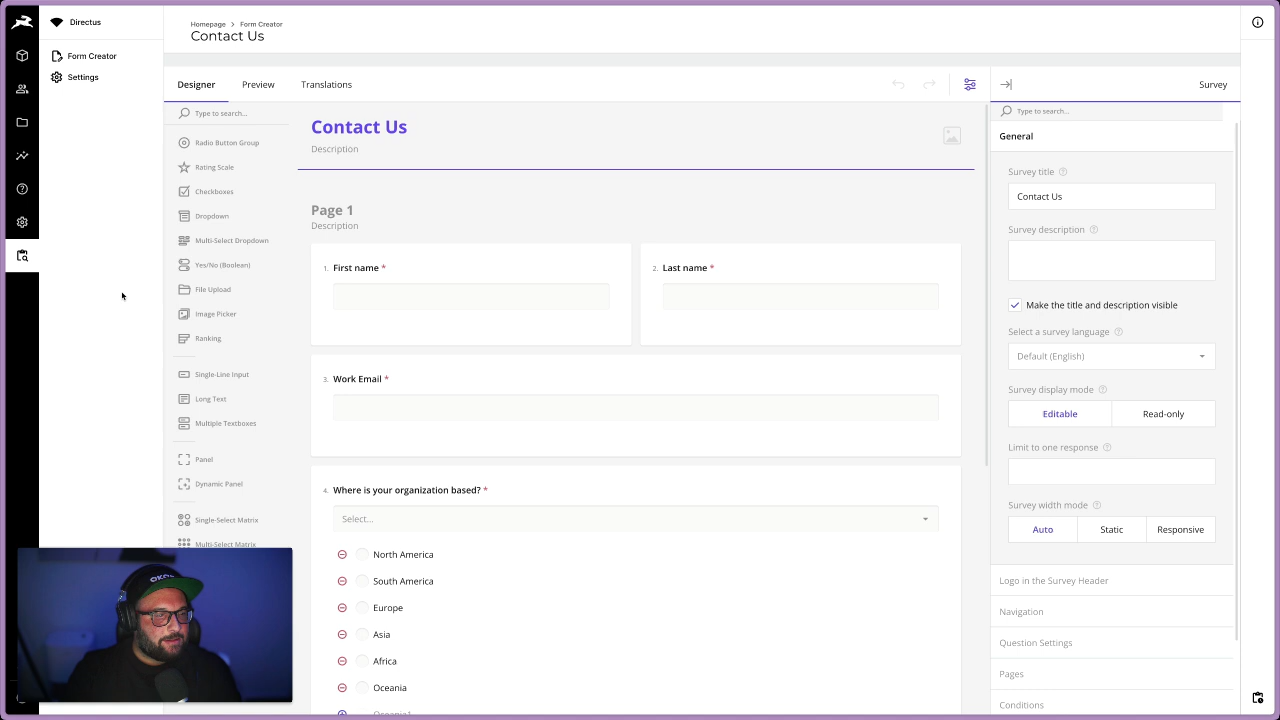 Directus
Form Creator
Settings
Homepage > Form Creator
Contact Us
Designer
Preview
Translations
Survey
Type to search...
Radio Button Group
Rating Scale
Checkboxes
Dropdown
Multi-Select Dropdown
Yes/No (Boolean)
File Upload
Image Picker
Ranking
Single-Line Input
Long Text
Multiple Textboxes
Panel
Dynamic Panel
Single-Select Matrix
Multi-Select Matrix
Contact Us
Description
Page 1
Description
1. First name *
2. Last name *
3. Work Email *
4. Where is your organization based? *
Select...
North America
South America
Europe
Asia
Africa
Oceania
Type to search...
General
Survey title
Contact Us
Survey description
Make the title and description visible
Select a survey language
Default (English)
Survey display mode
Editable
Read-only
Limit to one response
Survey width mode
Auto
Static
Responsive
Logo in the Survey Header
Navigation
Question Settings
Pages
Conditions